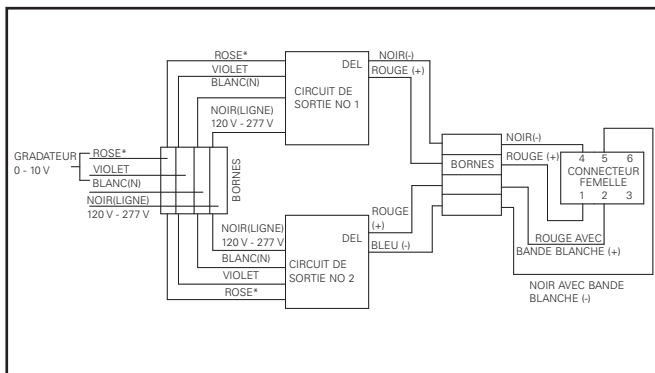 ROSE*
VIOLET
BLANC(N)
NOIR(LIGNE)
120 V - 277 V
DEL
CIRCUIT DE
SORTIE NO 1
NOIR(-)
ROUGE (+)
GRADATEUR
0 - 10 V
ROSE*
VIOLET
BLANC(N)
NOIR(LIGNE)
120 V - 277 V
BORNES
BORNES
NOIR(-)
ROUGE (+)
4 5 6
CONNECTEUR
FEMELLE
1 2 3
NOIR(LIGNE)
120 V - 277 V
BLANC(N)
VIOLET
ROSE*
DEL
CIRCUIT DE
SORTIE NO 2
ROUGE
(+)
BLEU (-)
ROUGE AVEC
BANDE BLANCHE (+)
NOIR AVEC BANDE
BLANCHE (-)